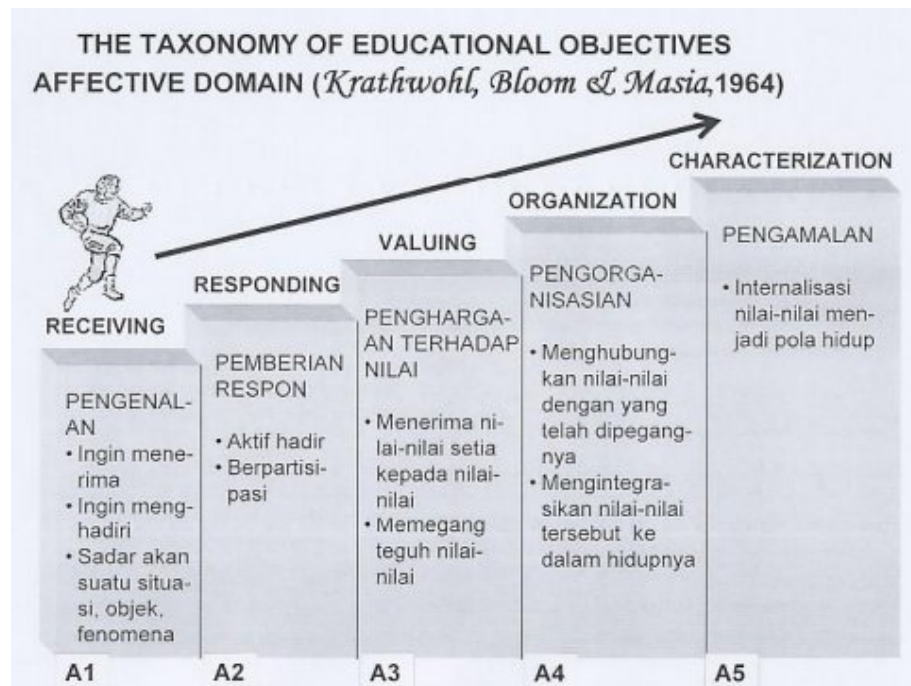 THE TAXONOMY OF EDUCATIONAL OBJECTIVES
AFFECTIVE DOMAIN (Krathwohl, Bloom & Masia,1964)
RECEIVING
PENGENAL-
AN
• Ingin mene-
rima
• Ingin meng-
hadiri
• Sadar akan
suatu situa-
si, objek,
fenomena
A1
RESPONDING
PEMBERIAN
RESPON
• Aktif hadir
• Berpartisi-
pasi
A2
VALUING
PENGHARGA-
AN TERHADAP
NILAI
• Menerima ni-
lai-nilai setia
kepada nilai-
nilai
• Memegang
teguh nilai-
nilai
A3
ORGANIZATION
PENGORGA-
NISASIAN
• Menghubung-
kan nilai-nilai
dengan yang
telah dipegang-
nya
• Mengintegra-
sikan nilai-nilai
tersebut ke
dalam hidupnya
A4
CHARACTERIZATION
PENGAMALAN
• Internalisasi
nilai-nilai men-
jadi pola hidup
A5